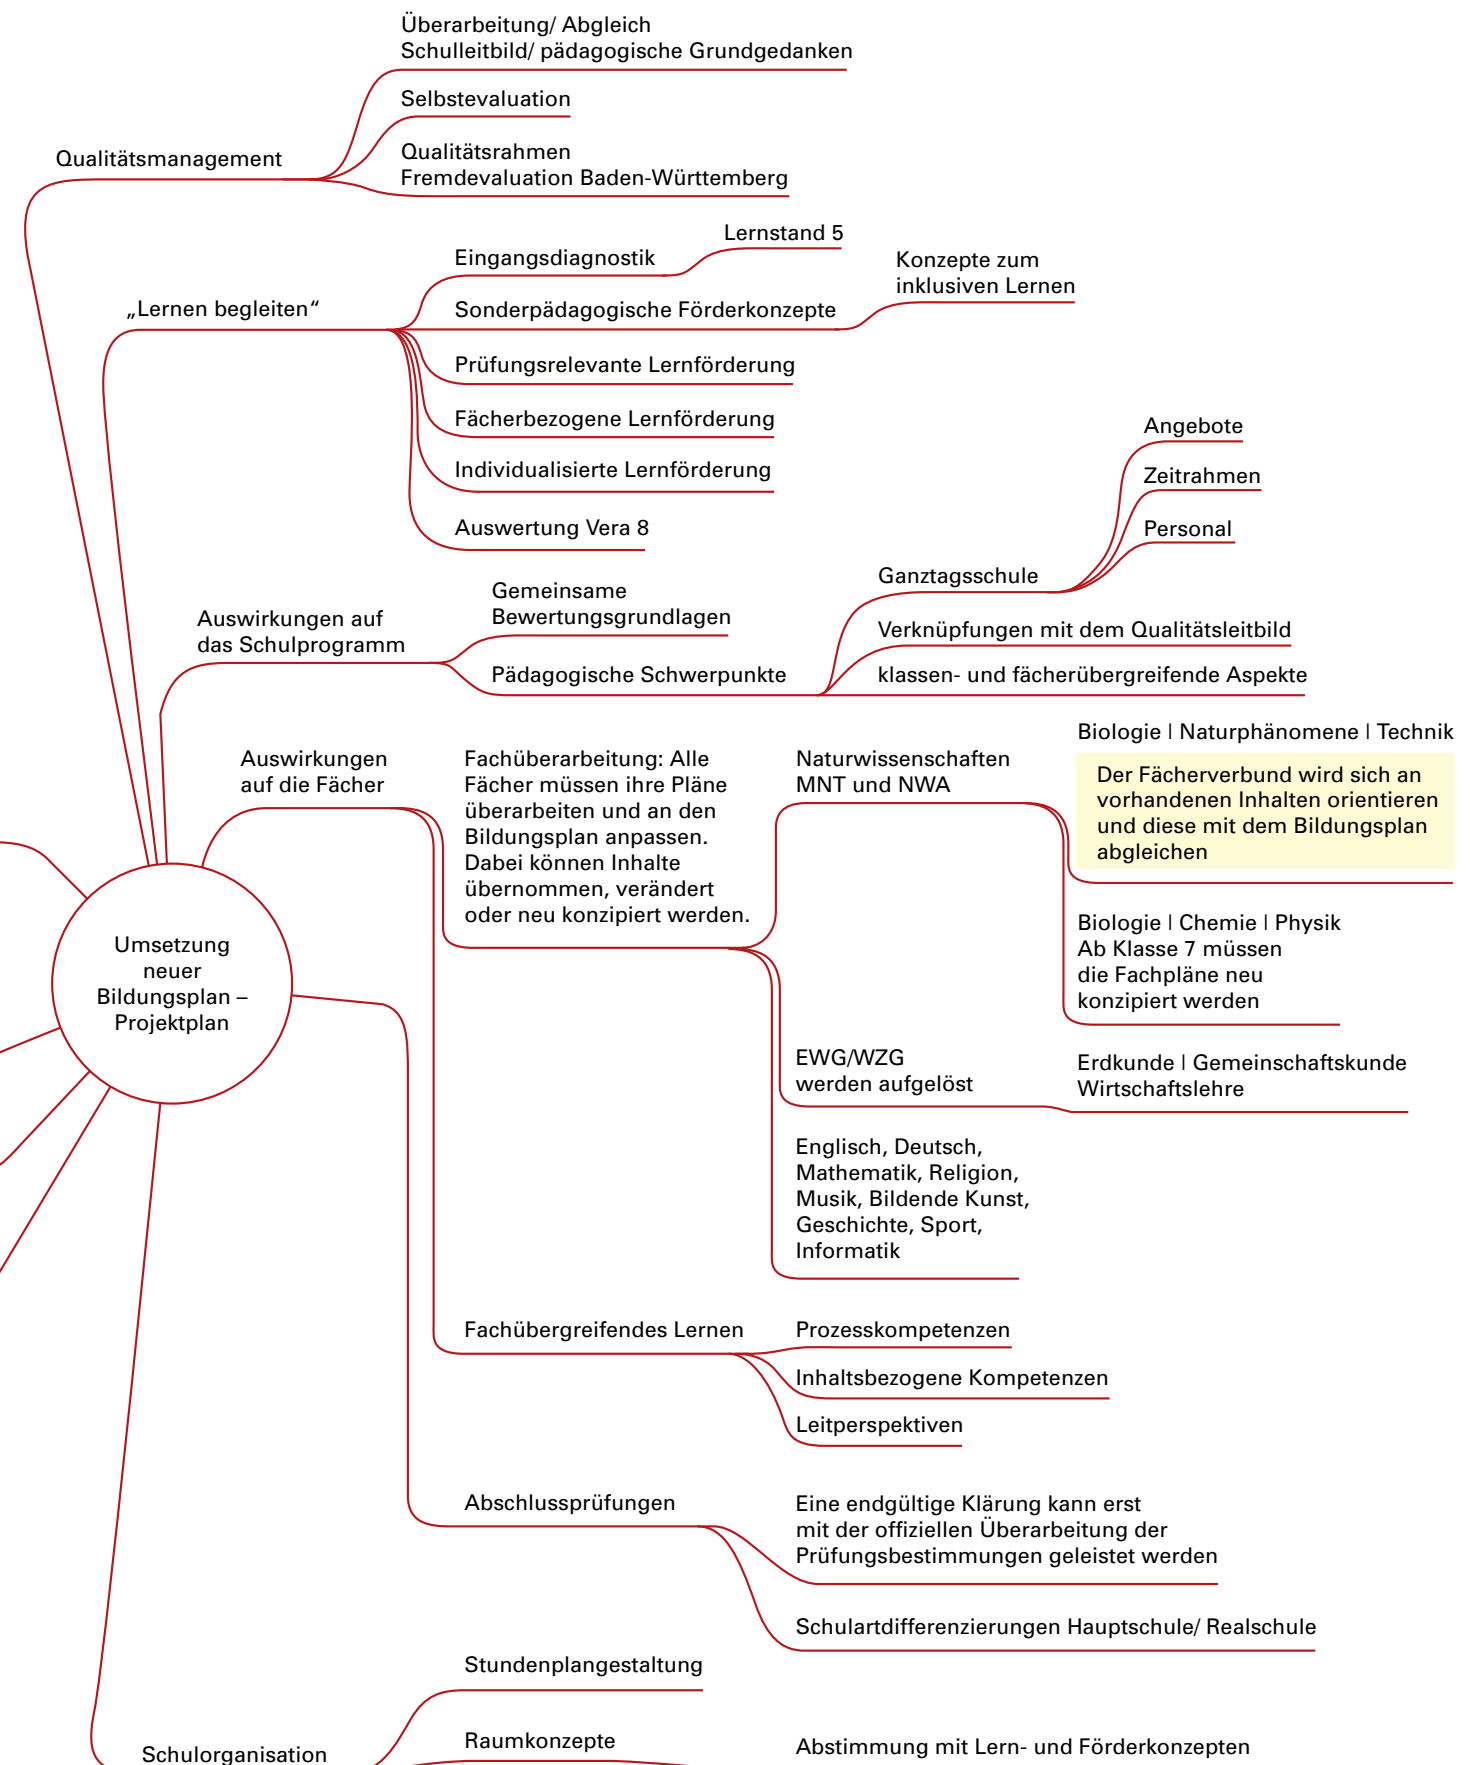 Überarbeitung/ Abgleich
Schulleitbild/ pädagogische Grundgedanken
Selbstevaluation
Qualitätsmanagement
Qualitätsrahmen
Fremdevaluation Baden-Württemberg
Lernstand 5
Eingangsdiagnostik
Konzepte zum
inklusiven Lernen
„Lernen begleiten“
Sonderpädagogische Förderkonzepte
Prüfungsrelevante Lernförderung
Fächerbezogene Lernförderung
Individualisierte Lernförderung
Auswertung Vera 8
Angebote
Zeitrahmen
Personal
Ganztagsschule
Gemeinsame
Bewertungsgrundlagen
Auswirkungen auf
das Schulprogramm
Verknüpfungen mit dem Qualitätsleitbild
Pädagogische Schwerpunkte
klassen- und fächerübergreifende Aspekte
Auswirkungen
auf die Fächer
Fachüberarbeitung: Alle
Fächer müssen ihre Pläne
überarbeiten und an den
Bildungsplan anpassen.
Dabei können Inhalte
übernommen, verändert
oder neu konzipiert werden.
Naturwissenschaften
MNT und NWA
Biologie | Naturphänomene | Technik
Der Fächerverbund wird sich an
vorhandenen Inhalten orientieren
und diese mit dem Bildungsplan
abgleichen
Biologie | Chemie | Physik
Ab Klasse 7 müssen
die Fachpläne neu
konzipiert werden
Umsetzung
neuer
Bildungsplan –
Projektplan
EWG/WZG
werden aufgelöst
Erdkunde | Gemeinschaftskunde
Wirtschaftslehre
Englisch, Deutsch,
Mathematik, Religion,
Musik, Bildende Kunst,
Geschichte, Sport,
Informatik
Fachübergreifendes Lernen
Prozesskompetenzen
Inhaltsbezogene Kompetenzen
Leitperspektiven
Abschlussprüfungen
Eine endgültige Klärung kann erst
mit der offiziellen Überarbeitung der
Prüfungsbestimmungen geleistet werden
Schulartdifferenzierungen Hauptschule/ Realschule
Stundenplangestaltung
Raumkonzepte
Schulorganisation
Abstimmung mit Lern- und Förderkonzepten